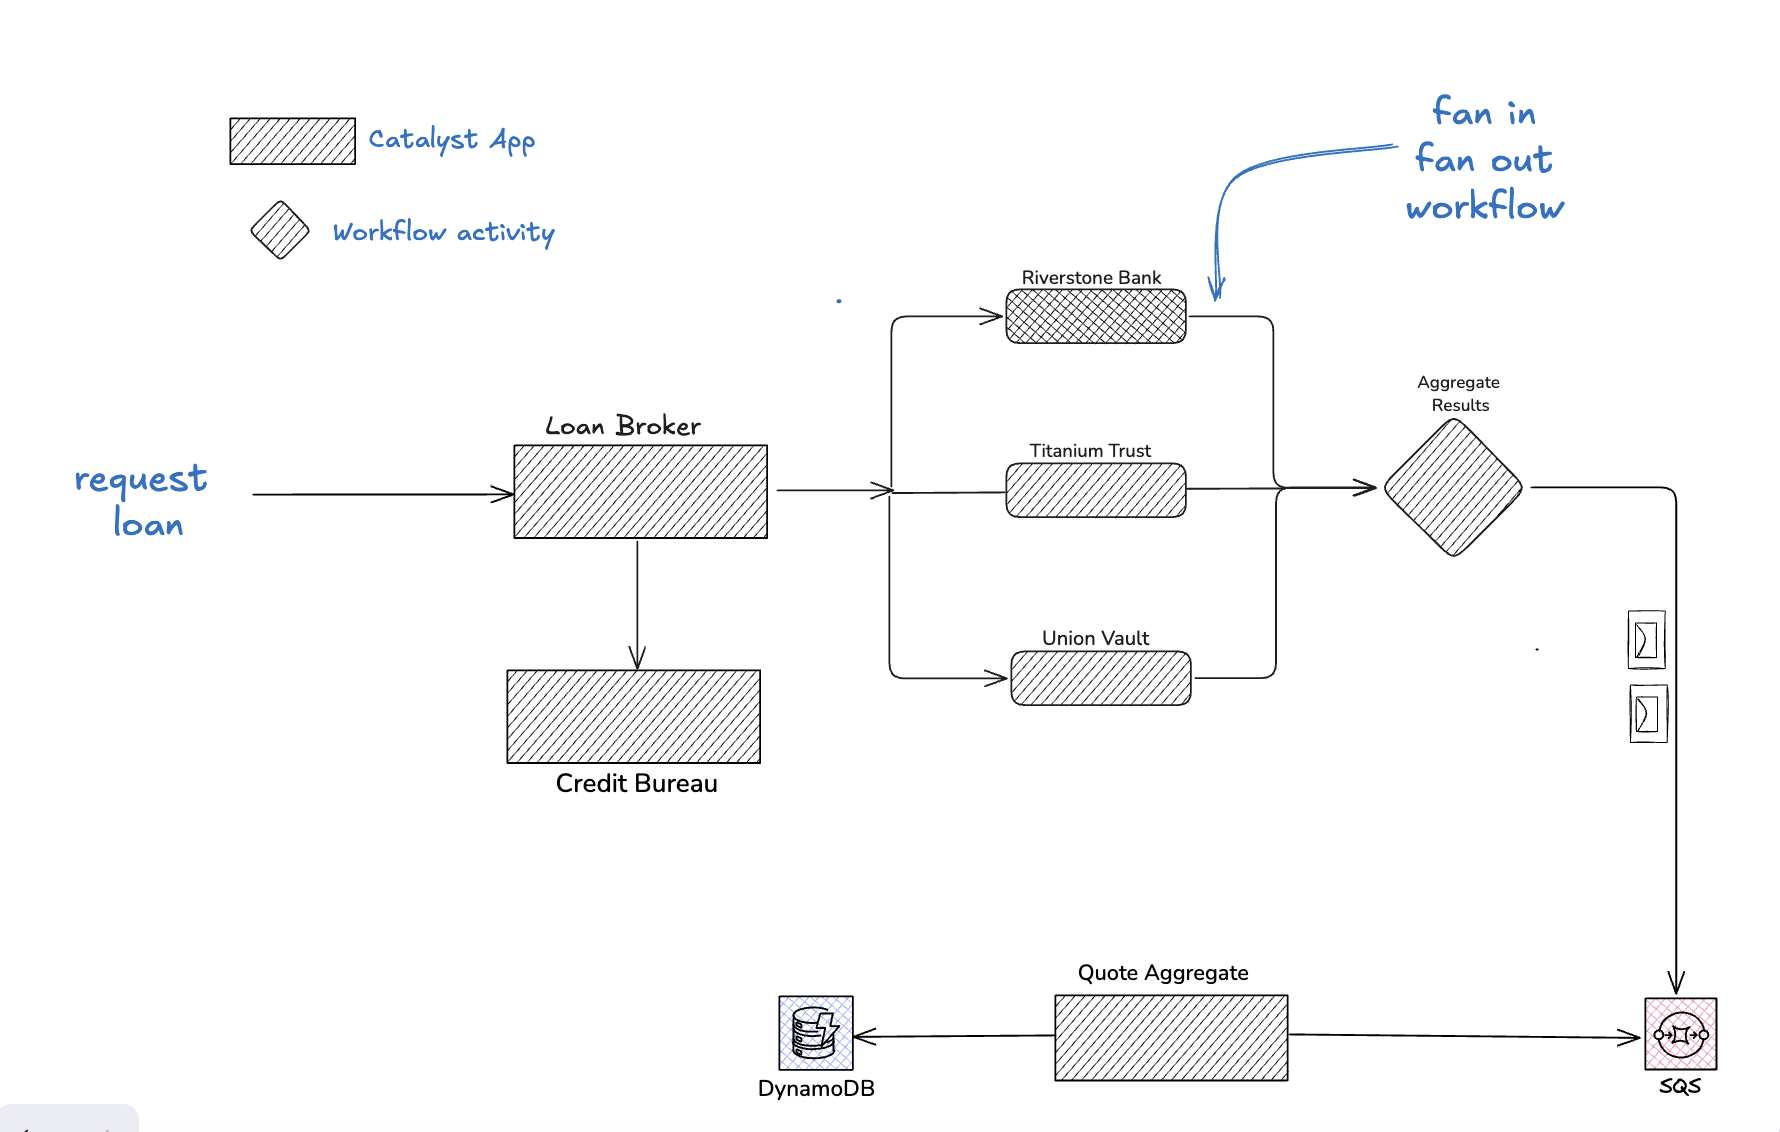 Catalyst App
Workflow activity
fan in
fan out
workflow
Riverstone Bank
Aggregate
Results
Loan Broker
Titanium Trust
request
loan
Union Vault
Credit Bureau
Quote Aggregate
DynamoDB
SQS